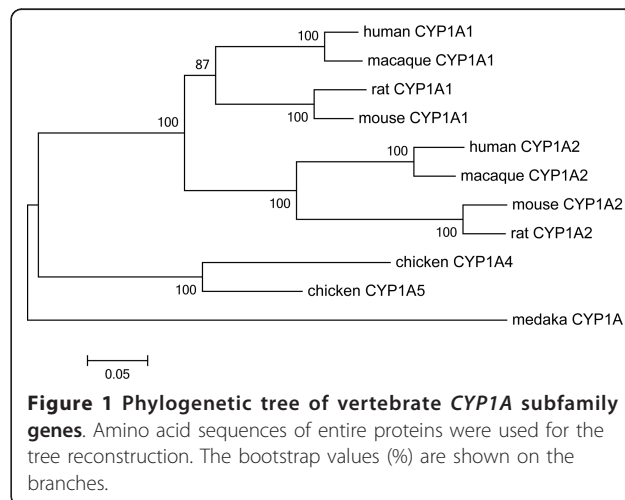 human CYP1A1
100
macaque CYP1A1
87
rat CYP1A1
100
mouse CYP1A1
100
human CYP1A2
100
macaque CYP1A2
100
mouse CYP1A2
100
rat CYP1A2
chicken CYP1A4
100
chicken CYP1A5
medaka CYP1A
0.05
Figure 1 Phylogenetic tree of vertebrate CYP1A subfamily
genes. Amino acid sequences of entire proteins were used for the
tree reconstruction. The bootstrap values (%) are shown on the
branches.